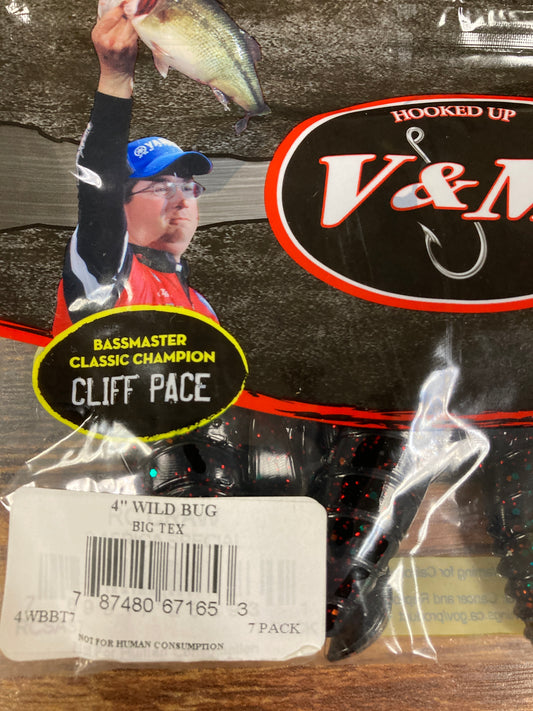 HOOKED UP
V&M
BASSMASTER
CLASSIC CHAMPION
CLIFF PACE
4" WILD BUG
BIG TEX
7 87480 67165 3
4WBBT7
7 PACK
NOT FOR HUMAN CONSUMPTION